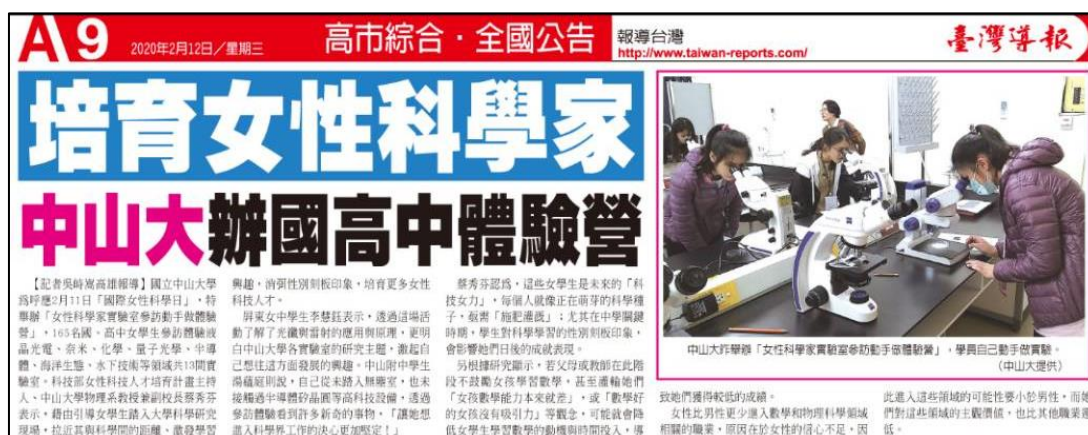 A9
2020年2月12日／星期三
高市綜合・全國公告
報導台灣
http://www.taiwan-reports.com/
臺灣導報
培育女性科學家
中山大辦國高中體驗營
【記者吳峙嵩高雄報導】國立中山大學
為呼應2月11日「國際女性科學日」，特
舉辦「女性科學家實驗室參訪動手做體驗
營」，165名國、高中女學生參訪體驗液
晶光電、奈米、化學、量子光學、半導
體、海洋生態、水下技術等領域共13間實
驗室。科技部女性科技人才培育計畫主持
人、中山大學物理系教授兼副校長蔡秀芬
表示，藉由引導女學生踏入大學科學研究
現場，拉近其與科學間的距離、激發學習
興趣，消弭性別刻板印象，培育更多女性
科技人才。
屏東女中學生李慧鈺表示，透過這場活
動了解了光纖與雷射的應用與原理，更明
白中山大學各實驗室的研究主題，激起自
己想往這方面發展的興趣。中山附中學生
湯蘊庭則說，自己從未踏入無塵室，也未
接觸過半導體矽晶圓等高科技設備，透過
參訪體驗看到許多新奇的事物，「讓她想
進入科學界工作的決心更加堅定！」
蔡秀芬認為，這些女學生是未來的「科
技女力」，每個人就像正在萌芽的科學種
子，亟需「施肥灌溉」；尤其在中學關鍵
時期，學生對科學學習的性別刻板印象，
會影響她們日後的成就表現。
另根據研究顯示，若父母或教師在此階
段不鼓勵女孩學習數學，甚至灌輸她們
「女孩數學能力本來就差」，或「數學好
的女孩沒有吸引力」等觀念，可能就會降
低女學生學習數學的動機與時間投入，導
中山大昨舉辦「女性科學家實驗室參訪動手做體驗營」，學員自己動手做實驗。
（中山大提供）
致她們獲得較低的成績。
女性比男性更少進入數學和物理科學領域
相關的職業，原因在於女性的信心不足，因
此進入這些領域的可能性要小於男性，而她
們對這些領域的主觀價值，也比其他職業
低。